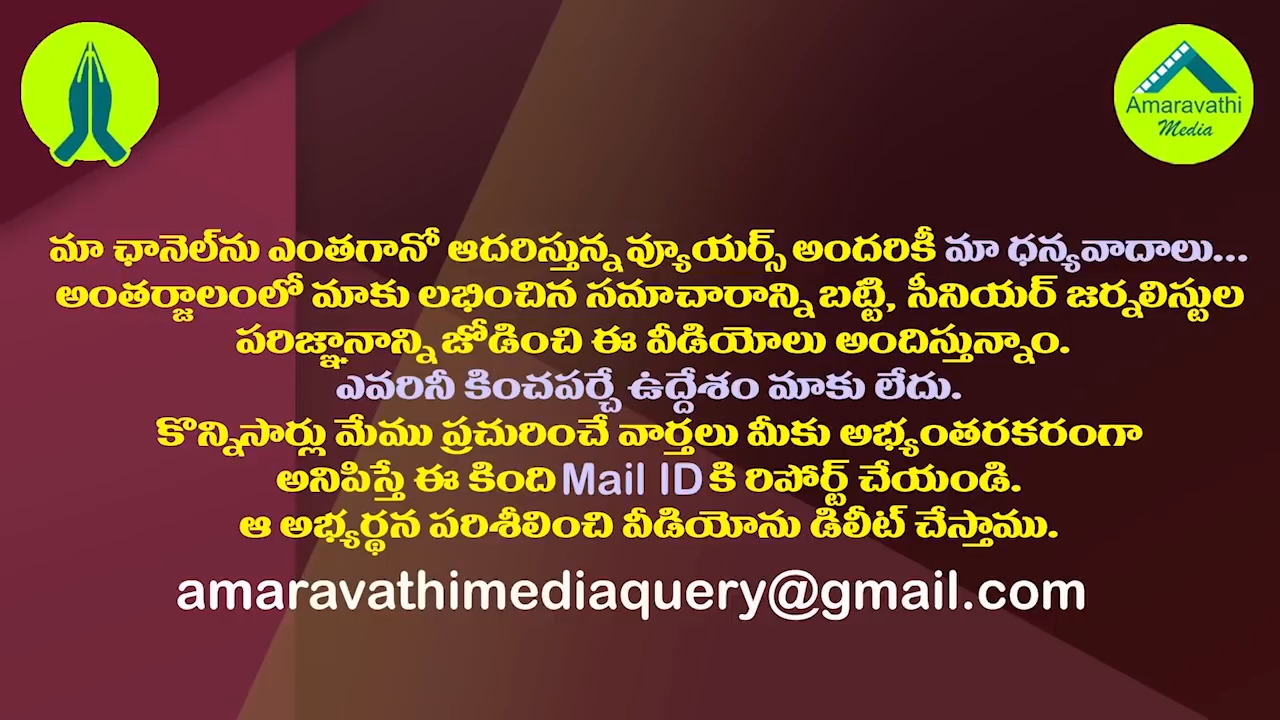 Amaravathi
Media
మా ఛానెల్‌ను ఎంతగానో ఆదరిస్తున్న వ్యూయర్స్ అందరికీ మా ధన్యవాదాలు...
అంతర్జాలంలో మాకు లభించిన సమాచారాన్ని బట్టి, సీనియర్ జర్నలిస్టుల
పరిజ్ఞానాన్ని జోడించి ఈ వీడియోలు అందిస్తున్నాం.
ఎవరినీ కించపర్చే ఉద్దేశం మాకు లేదు.
కొన్నిసార్లు మేము ప్రచురించే వార్తలు మీకు అభ్యంతరకరంగా
అనిపిస్తే ఈ కింది Mail ID కి రిపోర్ట్ చేయండి.
ఆ అభ్యర్థన పరిశీలించి వీడియోను డిలీట్ చేస్తాము.
amaravathimediaquery@gmail.com